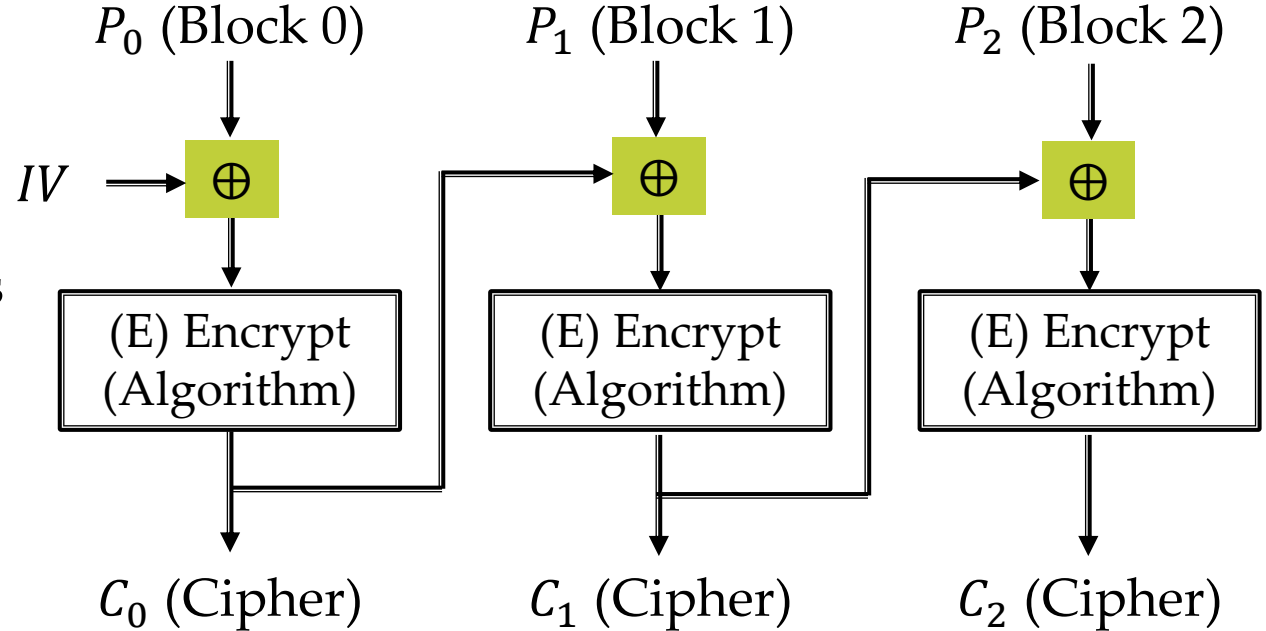 P₀ (Block 0) P₁ (Block 1) P₂ (Block 2)
IV ⊕ ⊕ ⊕
s
(E) Encrypt (E) Encrypt (E) Encrypt
(Algorithm) (Algorithm) (Algorithm)
C₀ (Cipher) C₁ (Cipher) C₂ (Cipher)